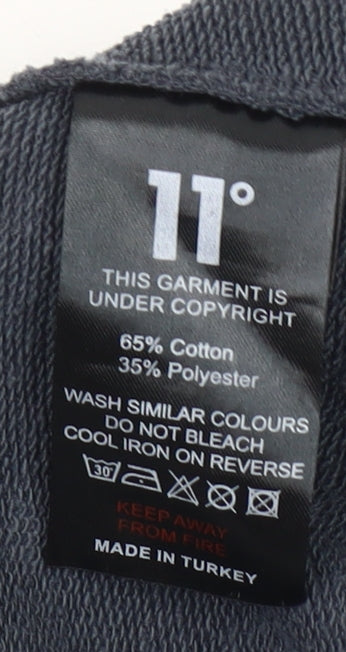 11°
THIS GARMENT IS
UNDER COPYRIGHT
65% Cotton
35% Polyester
WASH SIMILAR COLOURS
DO NOT BLEACH
COOL IRON ON REVERSE
30°
KEEP AWAY
FROM FIRE
MADE IN TURKEY